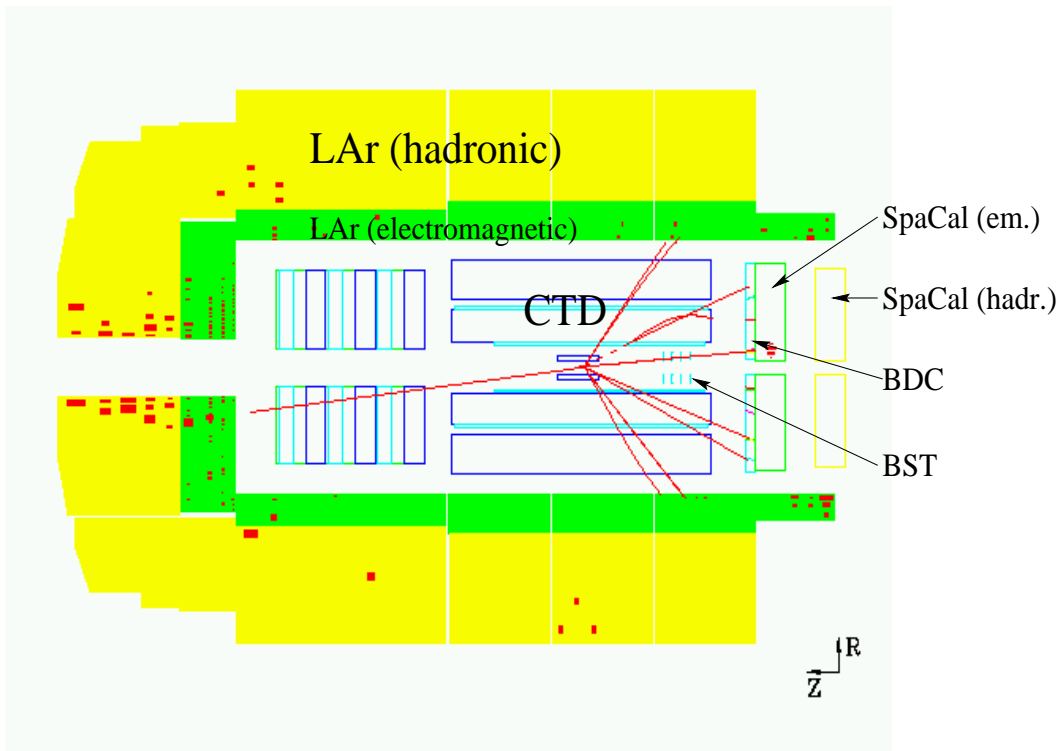 LAr (hadronic)
LAr (electromagnetic)
SpaCal (em.)
CTD
SpaCal (hadr.)
BDC
BST
R
Z